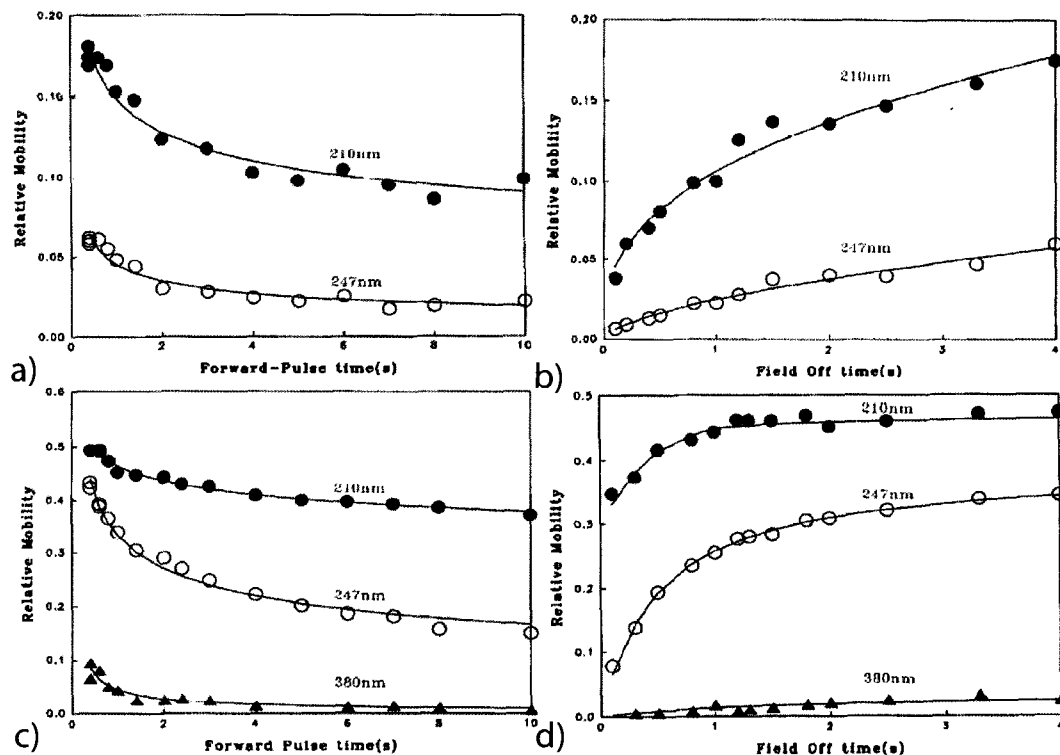 0.20
0.15
0.10
0.05
0.00
Relative Mobility
210nm
247nm
0 2 4 6 8 10
a)
Forward-Pulse time(s)
0.20
0.15
0.10
0.05
0.00
Relative Mobility
210nm
247nm
0 1 2 3 4
b)
Field Off time(s)
0.6
0.5
0.4
0.3
0.2
0.1
0.0
Relative Mobility
210nm
247nm
380nm
0 2 4 6 8 10
c)
Forward Pulse time(s)
0.5
0.4
0.3
0.2
0.1
0.0
Relative Mobility
210nm
247nm
380nm
0 1 2 3 4
d)
Field Off time(s)